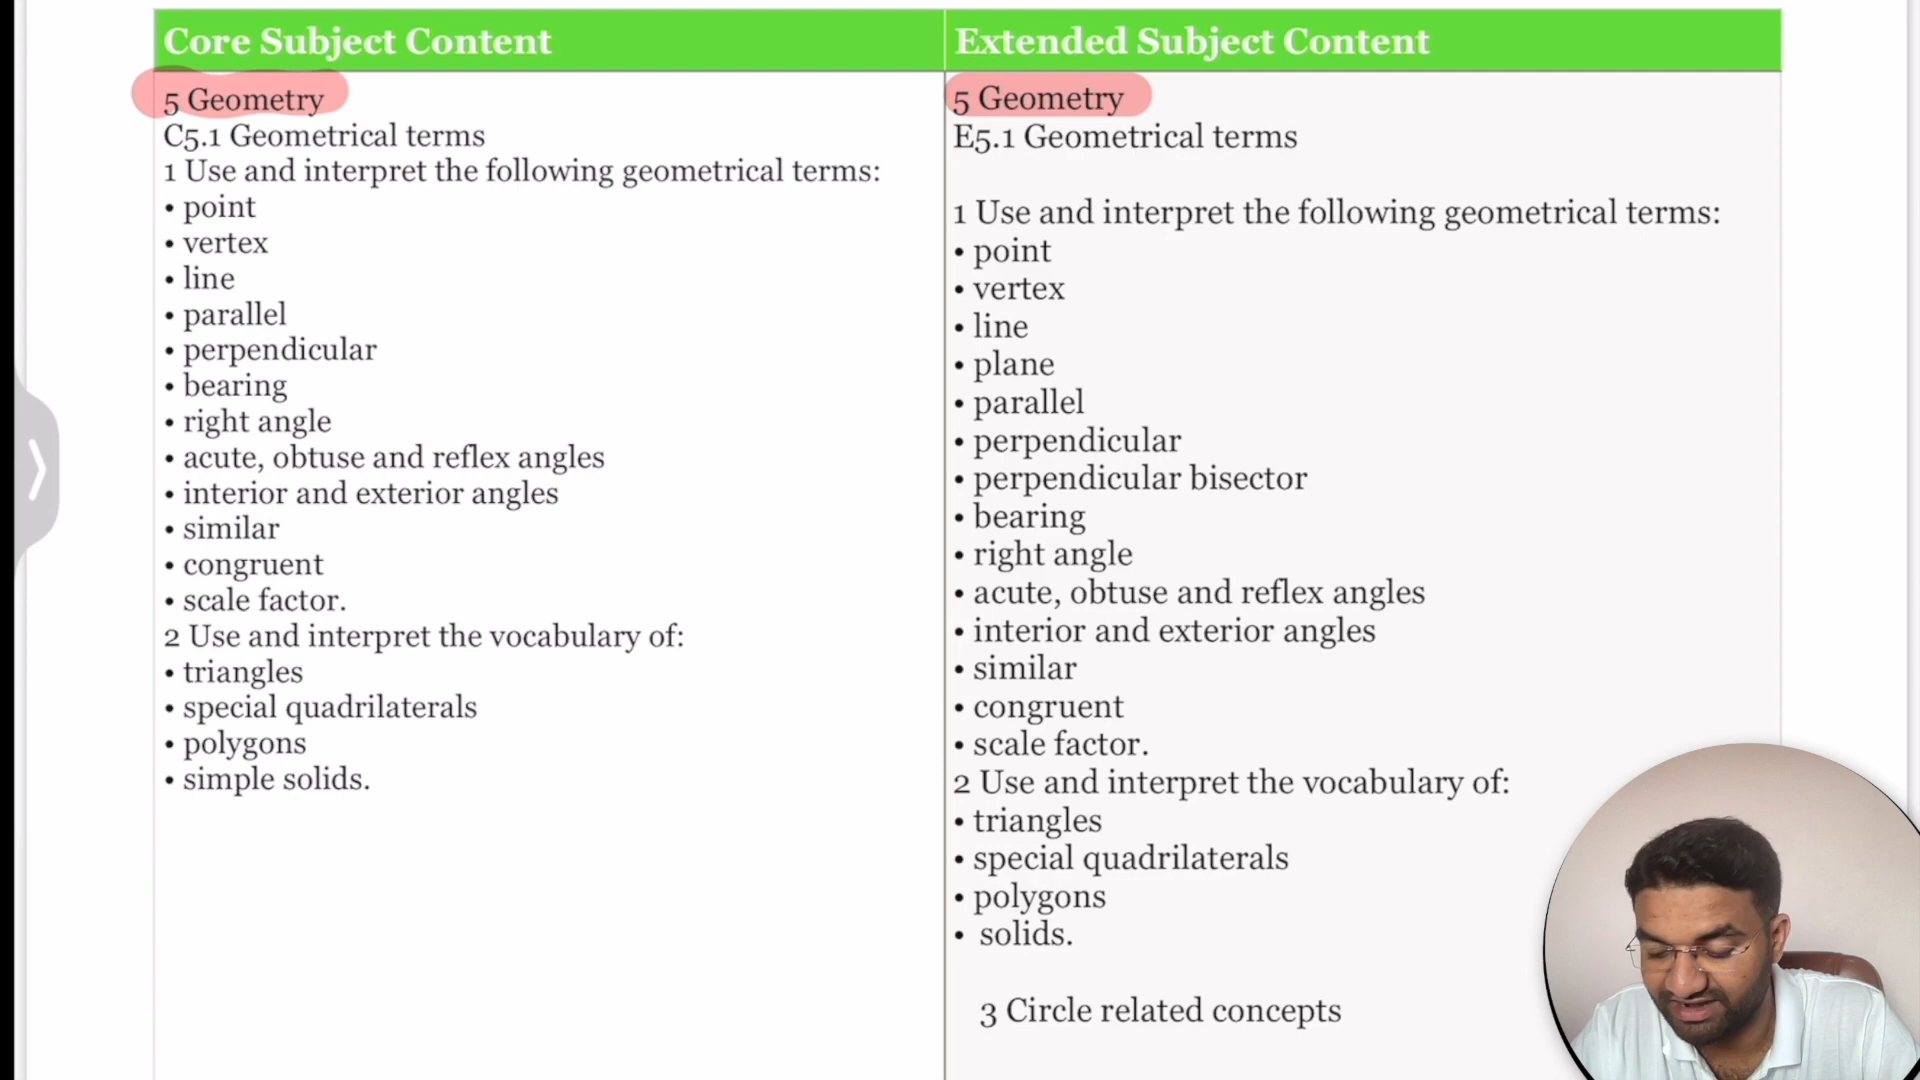 Core Subject Content
5 Geometry
C5.1 Geometrical terms
1 Use and interpret the following geometrical terms:
• point
• vertex
• line
• parallel
• perpendicular
• bearing
• right angle
• acute, obtuse and reflex angles
• interior and exterior angles
• similar
• congruent
• scale factor.
2 Use and interpret the vocabulary of:
• triangles
• special quadrilaterals
• polygons
• simple solids.
Extended Subject Content
5 Geometry
E5.1 Geometrical terms
1 Use and interpret the following geometrical terms:
• point
• vertex
• line
• plane
• parallel
• perpendicular
• perpendicular bisector
• bearing
• right angle
• acute, obtuse and reflex angles
• interior and exterior angles
• similar
• congruent
• scale factor.
2 Use and interpret the vocabulary of:
• triangles
• special quadrilaterals
• polygons
• solids.
3 Circle related concepts